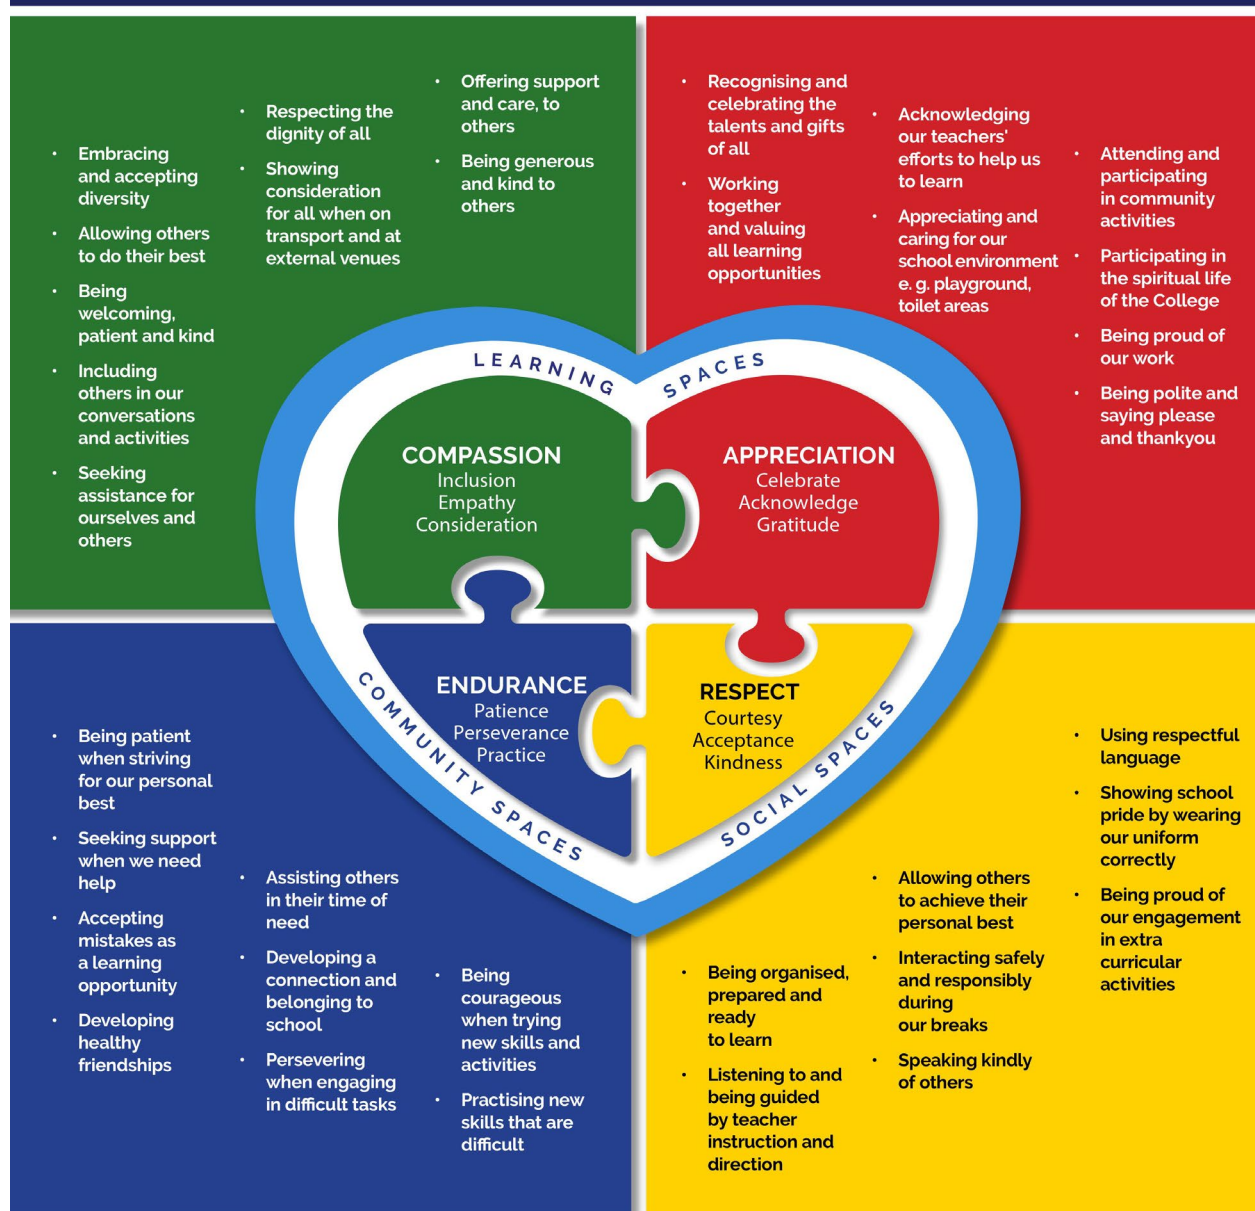 • Embracing
and accepting
diversity
• Allowing others
to do their best
• Being
welcoming,
patient and kind
• Including
others in our
conversations
and activities
• Seeking
assistance for
ourselves and
others
• Respecting the
dignity of all
• Showing
consideration
for all when on
transport and at
external venues
• Offering support
and care, to
others
• Being generous
and kind to
others
• Recognising and
celebrating the
talents and gifts
of all
• Working
together
and valuing
all learning
opportunities
• Acknowledging
our teachers'
efforts to help us
to learn
• Appreciating and
caring for our
school environment
e. g. playground,
toilet areas
• Attending and
participating
in community
activities
• Participating in
the spiritual life
of the College
• Being proud of
our work
• Being polite and
saying please
and thankyou
LEARNING SPACES
COMPASSION
Inclusion
Empathy
Consideration
APPRECIATION
Celebrate
Acknowledge
Gratitude
ENDURANCE
Patience
Perseverance
Practice
RESPECT
Courtesy
Acceptance
Kindness
COMMUNITY SPACES
SOCIAL SPACES
• Being patient
when striving
for our personal
best
• Seeking support
when we need
help
• Accepting
mistakes as
a learning
opportunity
• Developing
healthy
friendships
• Assisting others
in their time of
need
• Developing a
connection and
belonging to
school
• Persevering
when engaging
in difficult tasks
• Being
courageous
when trying
new skills and
activities
• Practising new
skills that are
difficult
• Being organised,
prepared and
ready
to learn
• Listening to and
being guided
by teacher
instruction and
direction
• Allowing others
to achieve their
personal best
• Interacting safely
and responsibly
during
our breaks
• Speaking kindly
of others
• Using respectful
language
• Showing school
pride by wearing
our uniform
correctly
• Being proud of
our engagement
in extra
curricular
activities